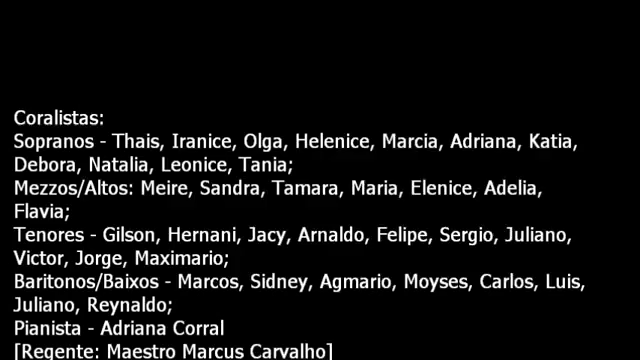 Coralistas:
Sopranos - Thais, Iranice, Olga, Helenice, Marcia, Adriana, Katia,
Debora, Natalia, Leonice, Tania;
Mezzos/Altos: Meire, Sandra, Tamara, Maria, Elenice, Adelia,
Flavia;
Tenores - Gilson, Hernani, Jacy, Arnaldo, Felipe, Sergio, Juliano,
Victor, Jorge, Maximario;
Baritonos/Baixos - Marcos, Sidney, Agmario, Moyses, Carlos, Luis,
Juliano, Reynaldo;
Pianista - Adriana Corral
[Regente: Maestro Marcus Carvalho]